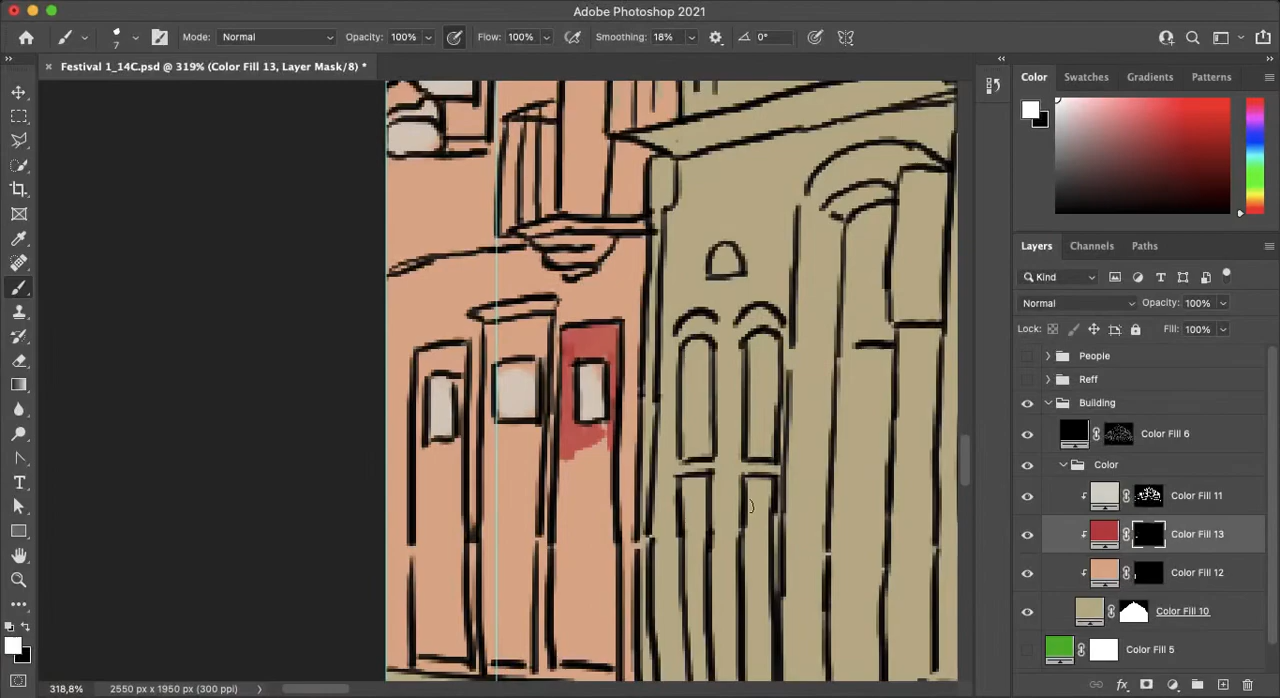 Adobe Photoshop 2021
7 Mode: Normal Opacity: 100% Flow: 100% Smoothing: 18% 0°
Festival 1_14C.psd @ 319% (Color Fill 13, Layer Mask/8) *
Color Swatches Gradients Patterns
Layers Channels Paths
Kind
Normal Opacity: 100%
Lock: Fill: 100%
People
Reff
Building
Color Fill 6
Color
Color Fill 11
Color Fill 13
Color Fill 12
Color Fill 10
Color Fill 5
318,8% 2550 px x 1950 px (300 ppi)